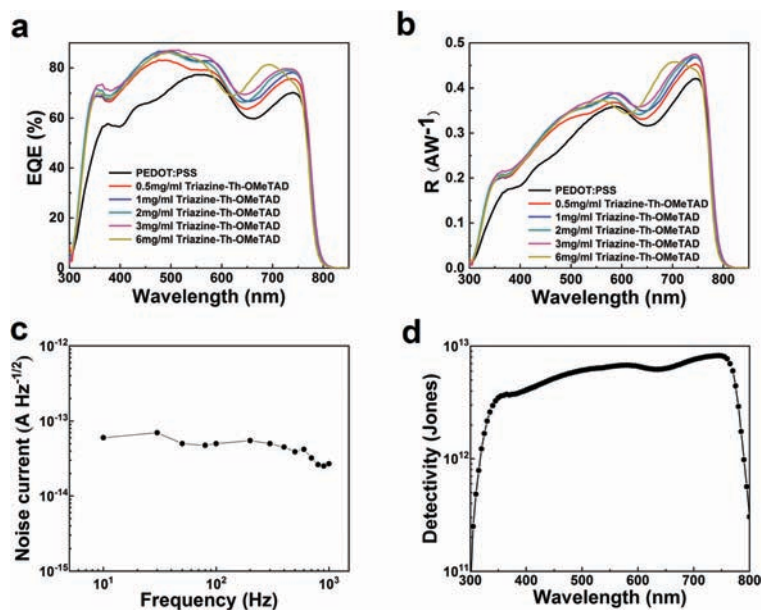 a
EQE (%)
80
60
40
20
0
PEDOT:PSS
0.5mg/ml Triazine-Th-OMeTAD
1mg/ml Triazine-Th-OMeTAD
2mg/ml Triazine-Th-OMeTAD
3mg/ml Triazine-Th-OMeTAD
6mg/ml Triazine-Th-OMeTAD
300 400 500 600 700 800
Wavelength (nm)
b
R (AW-1)
0.5
0.4
0.3
0.2
0.1
0.0
PEDOT:PSS
0.5mg/ml Triazine-Th-OMeTAD
1mg/ml Triazine-Th-OMeTAD
2mg/ml Triazine-Th-OMeTAD
3mg/ml Triazine-Th-OMeTAD
6mg/ml Triazine-Th-OMeTAD
300 400 500 600 700 800
Wavelength (nm)
c
Noise current (A Hz-1/2)
10-12
10-13
10-14
10-15
10¹ 10² 10³
Frequency (Hz)
d
Detectivity (Jones)
10¹³
10¹²
10¹¹
300 400 500 600 700 800
Wavelength (nm)